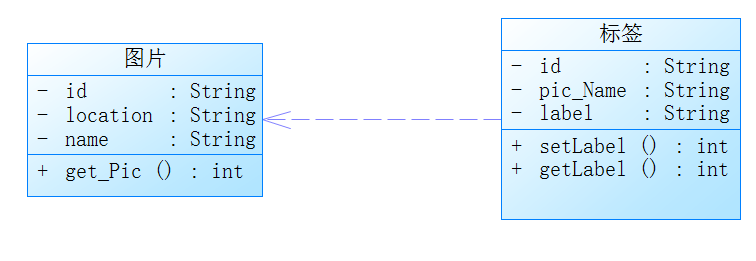 图片
- id : String
- location : String
- name : String
+ get_Pic () : int
标签
- id : String
- pic_Name : String
- label : String
+ setLabel () : int
+ getLabel () : int